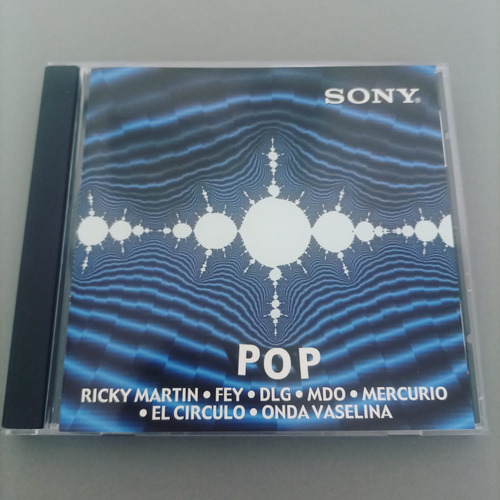 SONY®
POP
RICKY MARTIN • FEY • DLG • MDO • MERCURIO
• EL CIRCULO • ONDA VASELINA